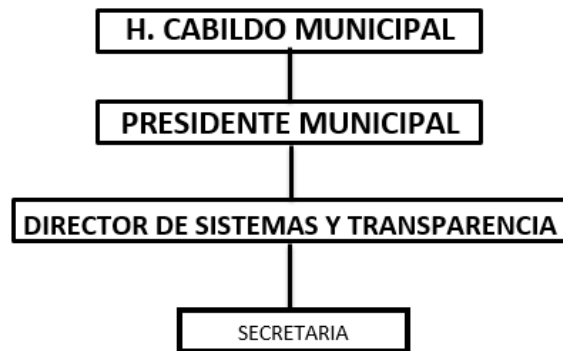 H. CABILDO MUNICIPAL
PRESIDENTE MUNICIPAL
DIRECTOR DE SISTEMAS Y TRANSPARENCIA
SECRETARIA